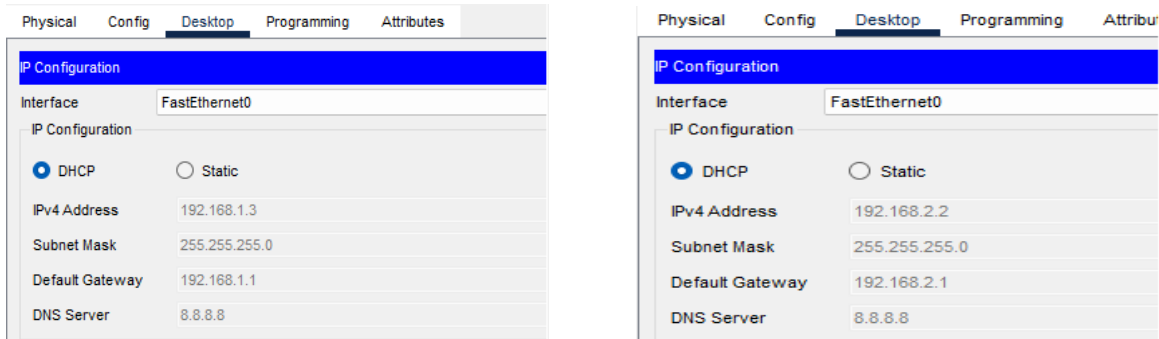 Physical Config Desktop Programming Attributes
IP Configuration
Interface FastEthernet0
IP Configuration
DHCP Static
IPv4 Address 192.168.1.3
Subnet Mask 255.255.255.0
Default Gateway 192.168.1.1
DNS Server 8.8.8.8
Physical Config Desktop Programming Attribu
IP Configuration
Interface FastEthernet0
IP Configuration
DHCP Static
IPv4 Address 192.168.2.2
Subnet Mask 255.255.255.0
Default Gateway 192.168.2.1
DNS Server 8.8.8.8